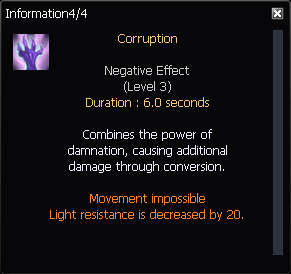 Information4/4
Corruption
Negative Effect
(Level 3)
Duration : 6.0 seconds
Combines the power of
damnation, causing additional
damage through conversion.
Movement impossible
Light resistance is decreased by 20.